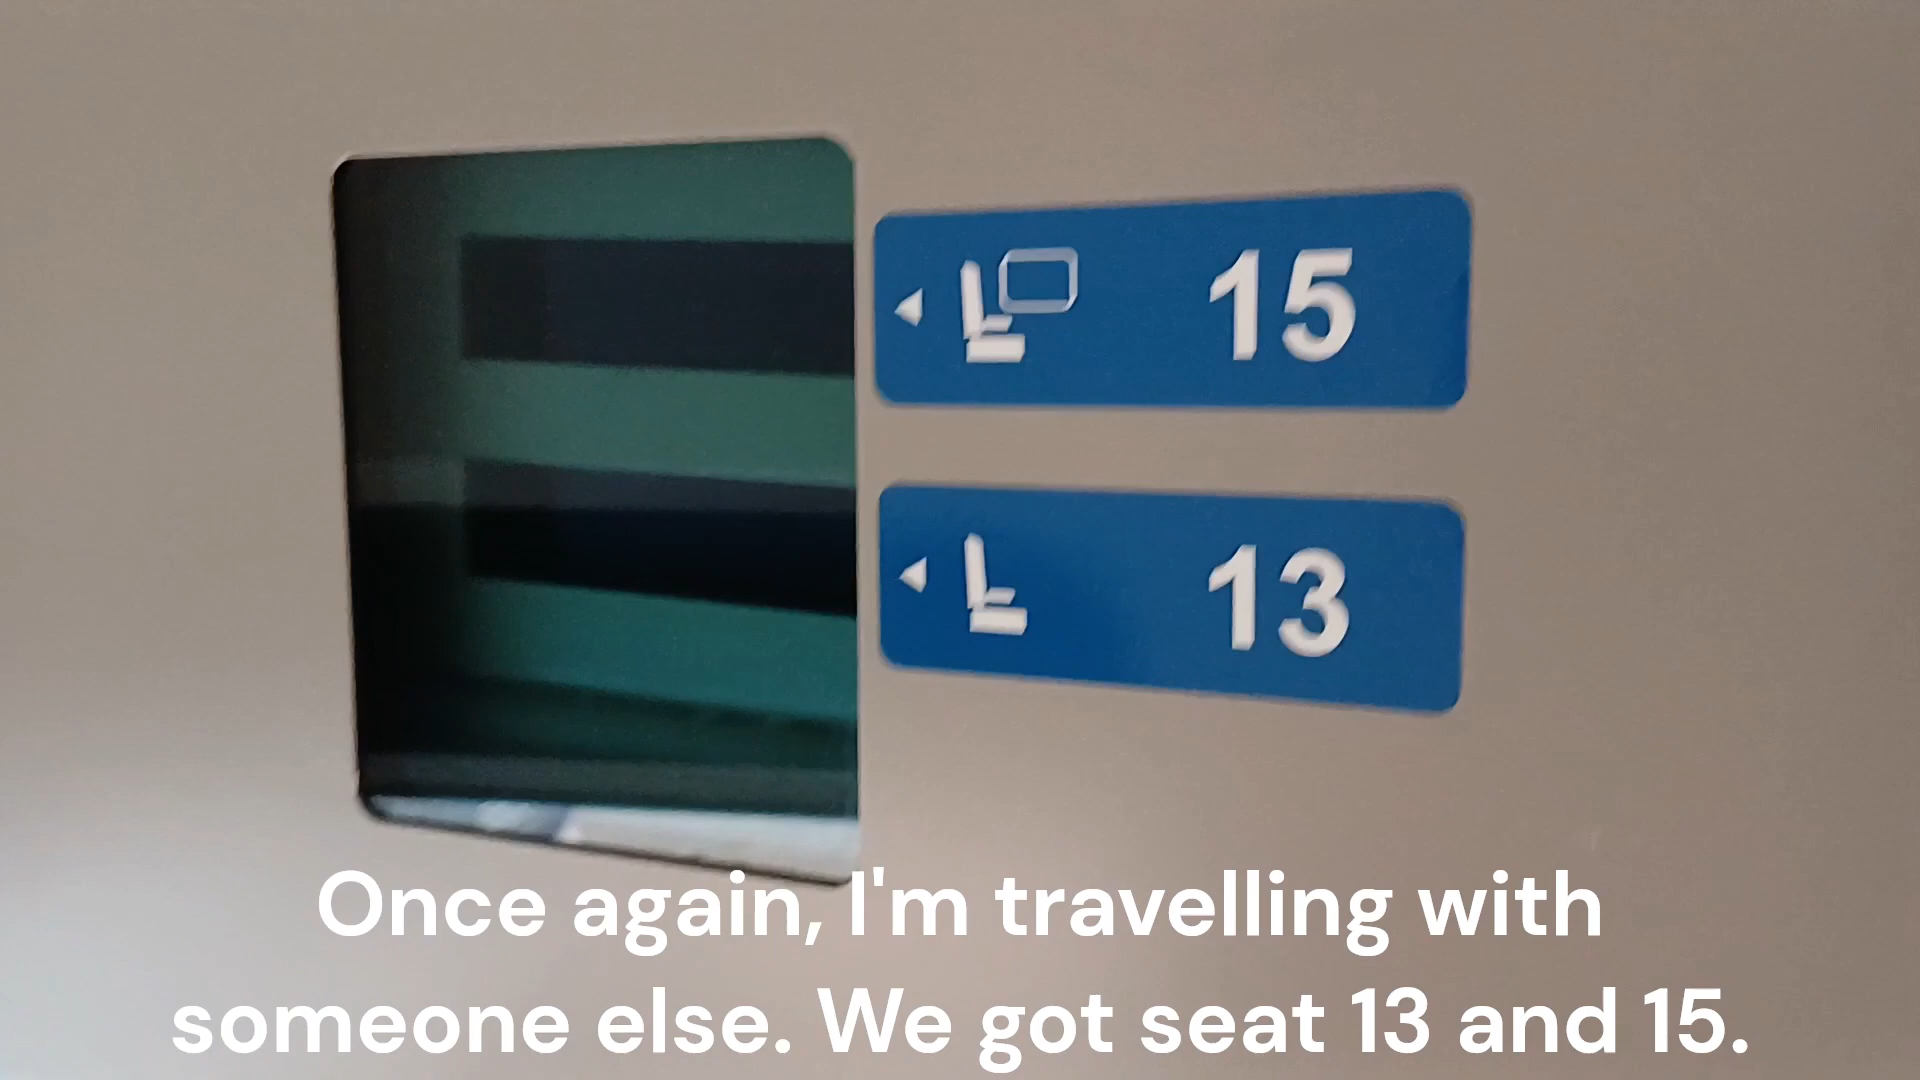 15
13
Once again, I'm travelling with
someone else. We got seat 13 and 15.